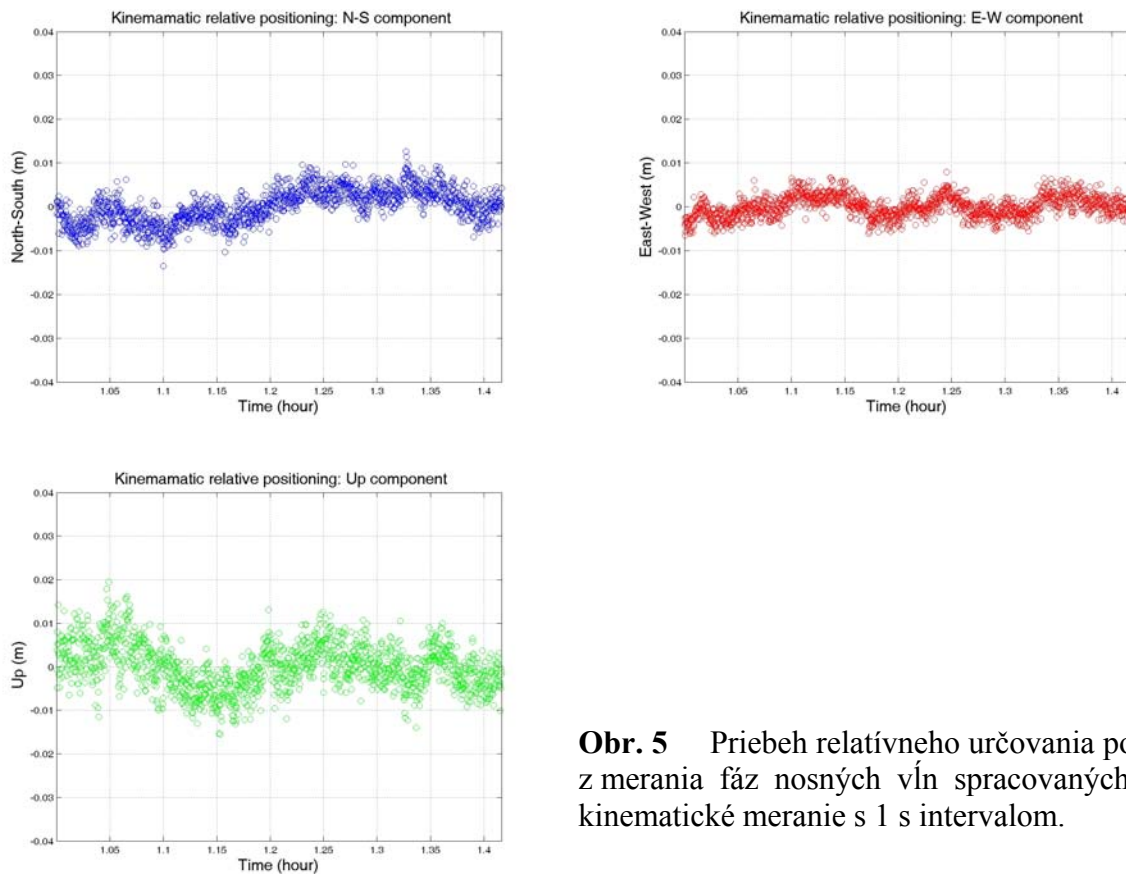 Kinemamatic relative positioning: N-S component
0.04
0.03
0.02
0.01
0
-0.01
-0.02
-0.03
-0.04
North-South (m)
1.05 1.1 1.15 1.2 1.25 1.3 1.35 1.4
Time (hour)
Kinemamatic relative positioning: E-W component
0.04
0.03
0.02
0.01
0
-0.01
-0.02
-0.03
-0.04
East-West (m)
1.05 1.1 1.15 1.2 1.25 1.3 1.35 1.4
Time (hour)
Kinemamatic relative positioning: Up component
0.04
0.03
0.02
0.01
0
-0.01
-0.02
-0.03
-0.04
Up (m)
1.05 1.1 1.15 1.2 1.25 1.3 1.35 1.4
Time (hour)
Obr. 5 Priebeh relatívneho určovania
z merania fáz nosných vĺn spracovaných
kinematické meranie s 1 s intervalom.